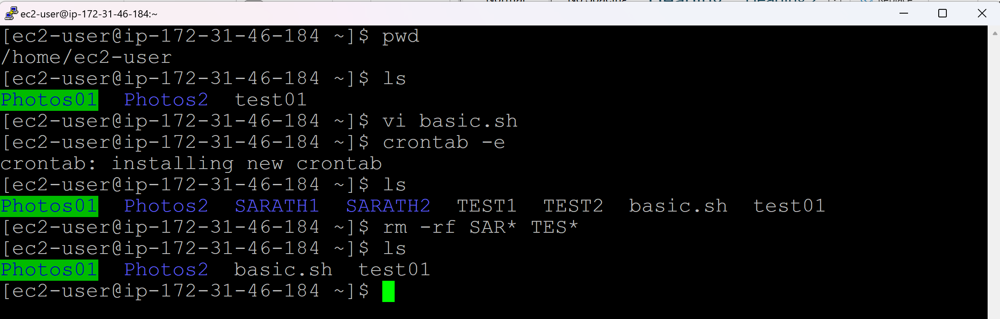 ec2-user@ip-172-31-46-184:~
[ec2-user@ip-172-31-46-184 ~]$ pwd
/home/ec2-user
[ec2-user@ip-172-31-46-184 ~]$ ls
Photos01  Photos2  test01
[ec2-user@ip-172-31-46-184 ~]$ vi basic.sh
[ec2-user@ip-172-31-46-184 ~]$ crontab -e
crontab: installing new crontab
[ec2-user@ip-172-31-46-184 ~]$ ls
Photos01  Photos2  SARATH1  SARATH2  TEST1  TEST2  basic.sh  test01
[ec2-user@ip-172-31-46-184 ~]$ rm -rf SAR* TES*
[ec2-user@ip-172-31-46-184 ~]$ ls
Photos01  Photos2  basic.sh  test01
[ec2-user@ip-172-31-46-184 ~]$